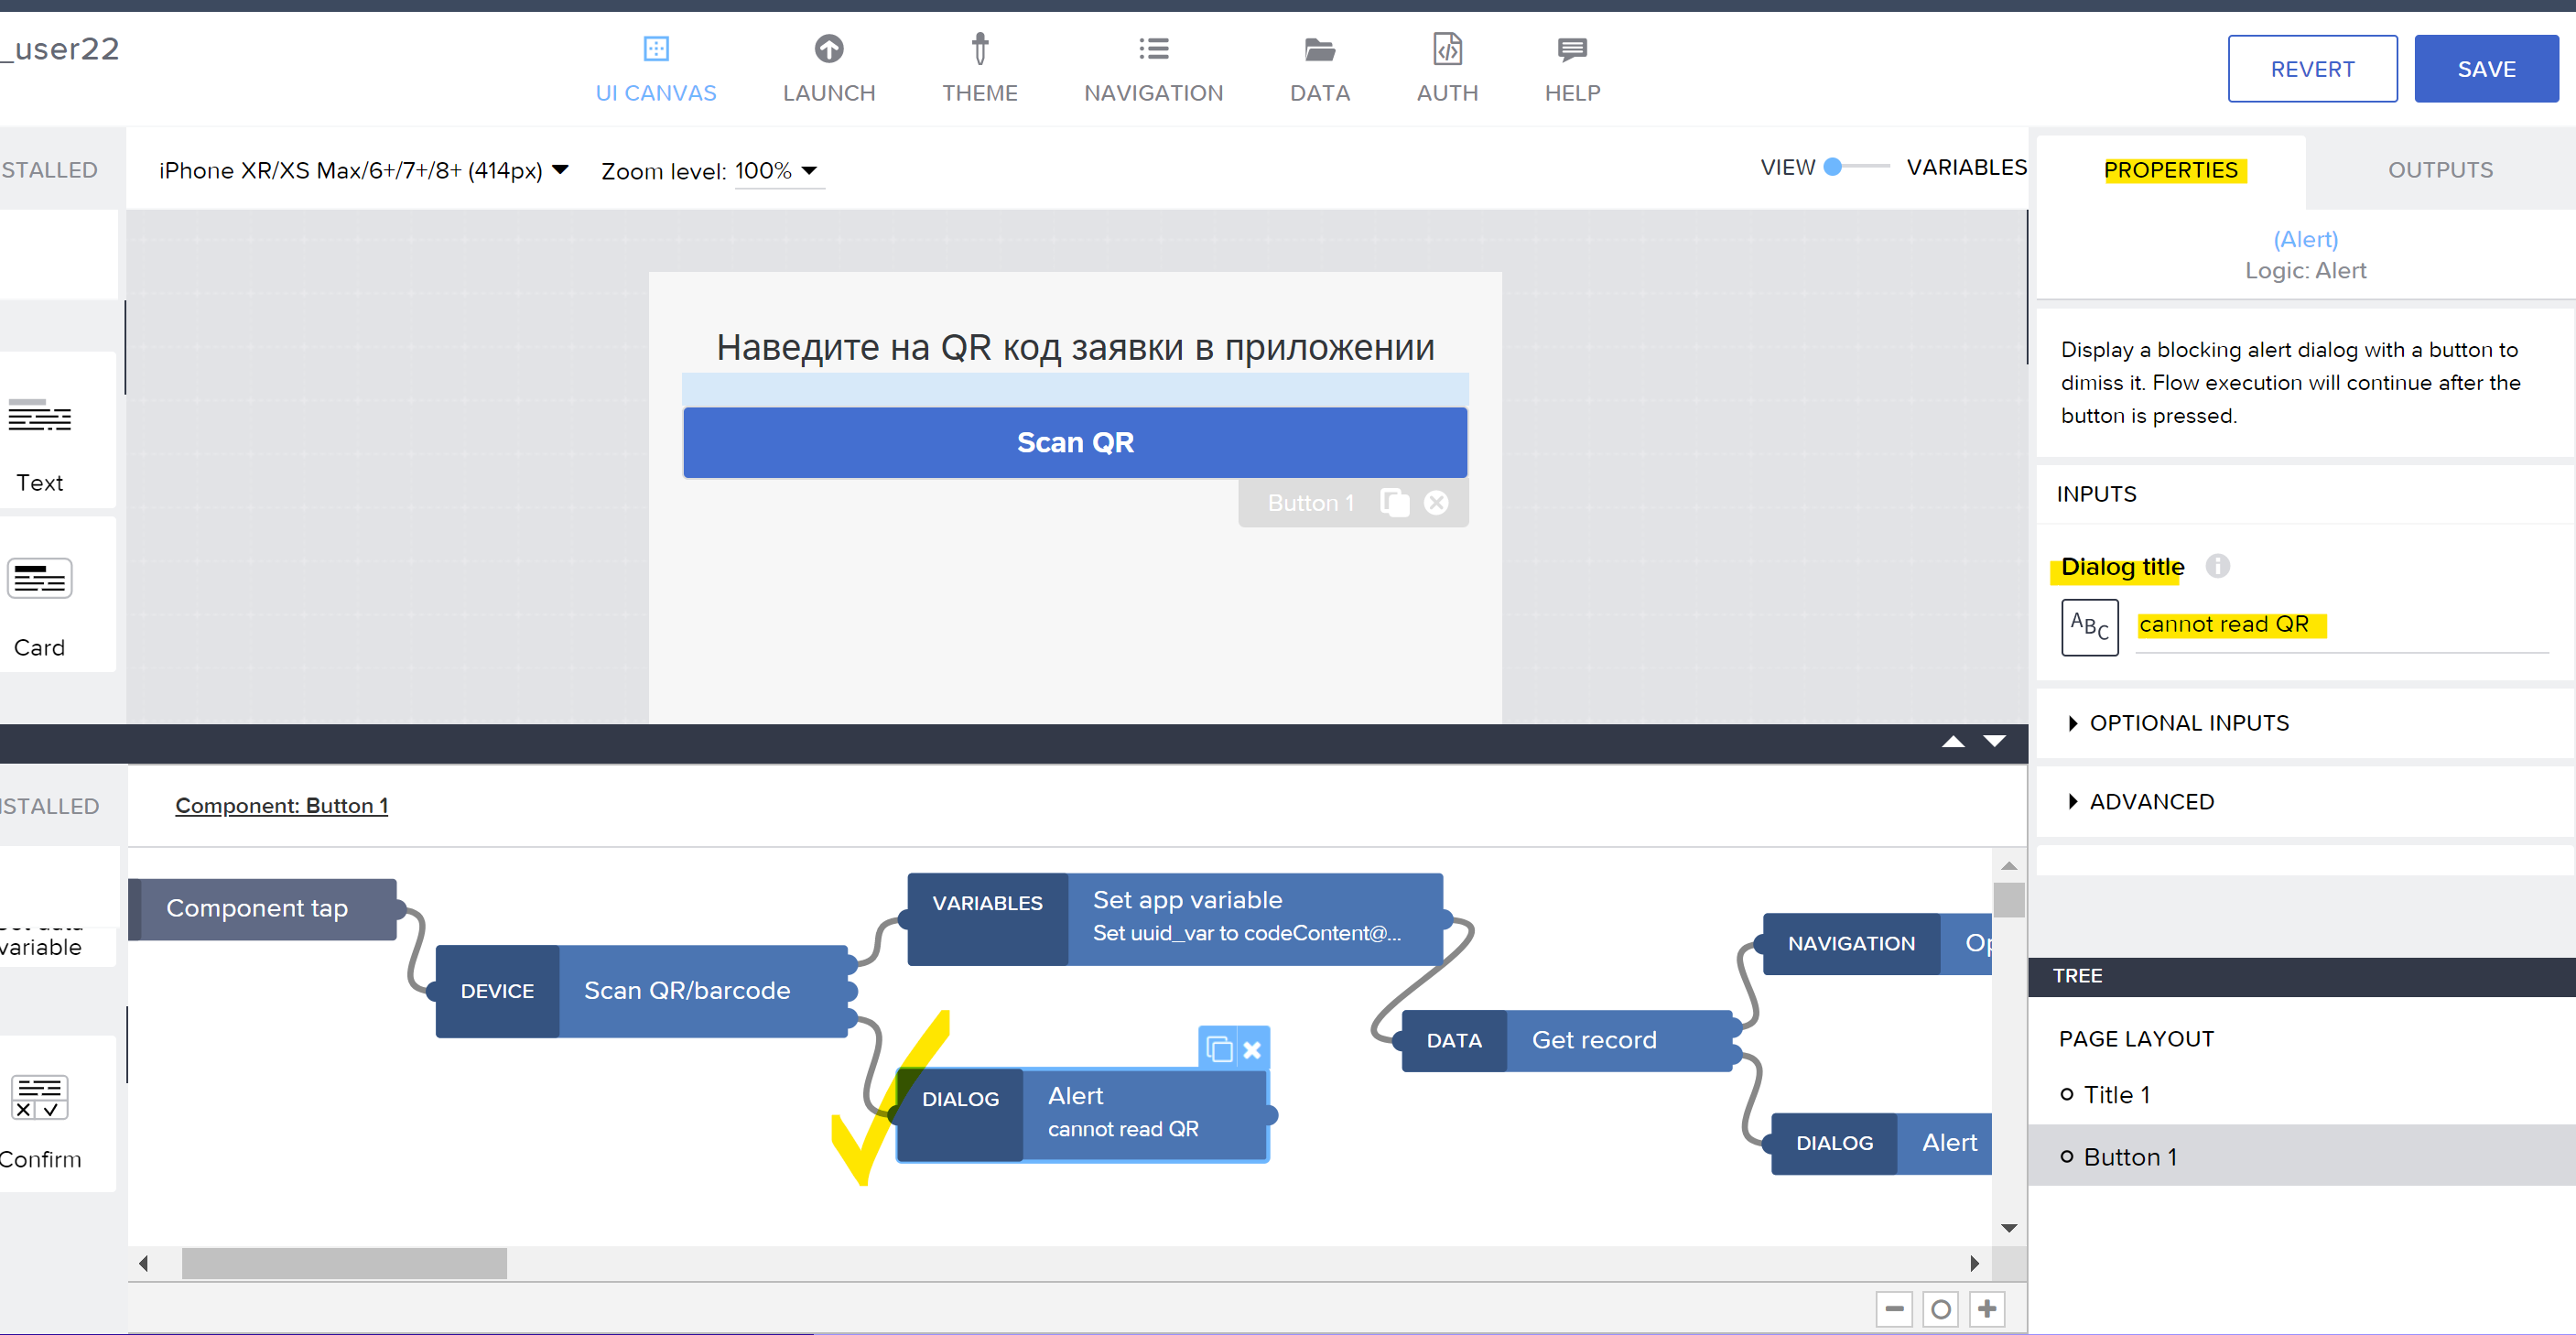 _user22
UI CANVAS
LAUNCH
THEME
NAVIGATION
DATA
AUTH
HELP
REVERT
SAVE
STALLED
iPhone XR/XS Max/6+/7+/8+ (414px)
Zoom level: 100%
VIEW
VARIABLES
PROPERTIES
OUTPUTS
(Alert)
Logic: Alert
Наведите на QR код заявки в приложении
Scan QR
Button 1
Text
Card
Display a blocking alert dialog with a button to
dimiss it. Flow execution will continue after the
button is pressed.
INPUTS
Dialog title
ABC
cannot read QR
OPTIONAL INPUTS
ADVANCED
STALLED
Component: Button 1
variable
Confirm
Component tap
DEVICE
Scan QR/barcode
VARIABLES
Set app variable
Set uuid_var to codeContent@...
DIALOG
Alert
cannot read QR
DATA
Get record
NAVIGATION
Op
DIALOG
Alert
TREE
PAGE LAYOUT
Title 1
Button 1